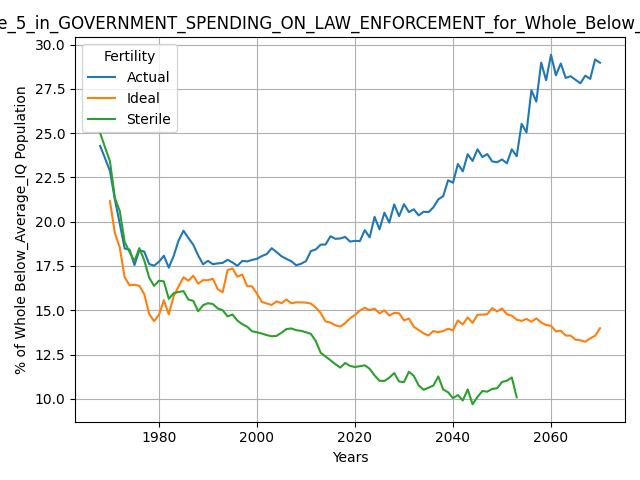 e_5_in_GOVERNMENT_SPENDING_ON_LAW_ENFORCEMENT_for_Whole_Below_
Fertility
Actual
Ideal
Sterile
% of Whole Below_Average_IQ Population
30.0
27.5
25.0
22.5
20.0
17.5
15.0
12.5
10.0
1980
2000
2020
2040
2060
Years